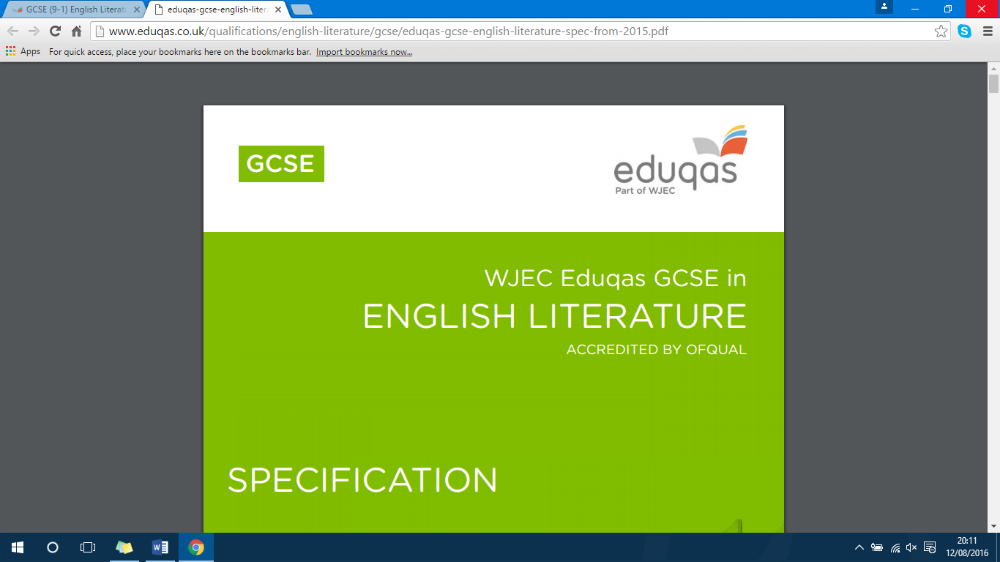 GCSE (9-1) English Literatu
eduqas-gcse-english-litera
www.eduqas.co.uk/qualifications/english-literature/gcse/eduqas-gcse-english-literature-spec-from-2015.pdf
Apps For quick access, place your bookmarks here on the bookmarks bar. Import bookmarks now...
GCSE
eduqas
Part of WJEC
WJEC Eduqas GCSE in
ENGLISH LITERATURE
ACCREDITED BY OFQUAL
SPECIFICATION
20:11
12/08/2016